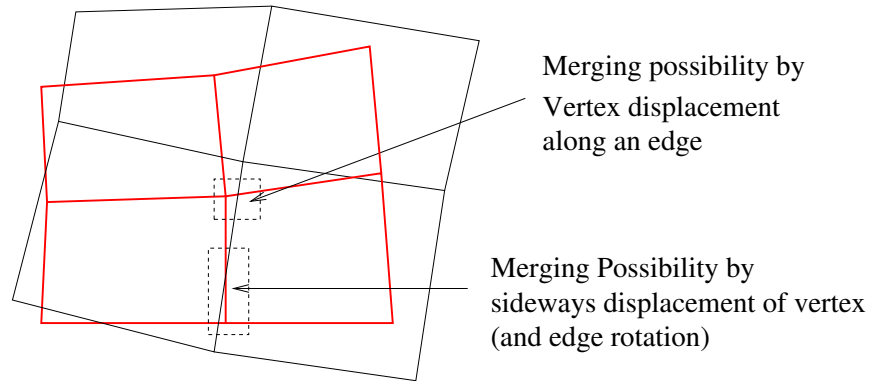 Merging possibility by
Vertex displacement
along an edge
Merging Possibility by
sideways displacement of vertex
(and edge rotation)